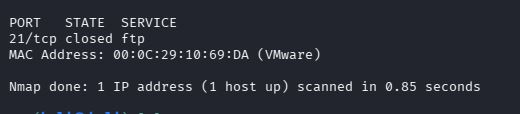 PORT   STATE  SERVICE
21/tcp closed ftp
MAC Address: 00:0C:29:10:69:DA (VMware)
Nmap done: 1 IP address (1 host up) scanned in 0.85 seconds